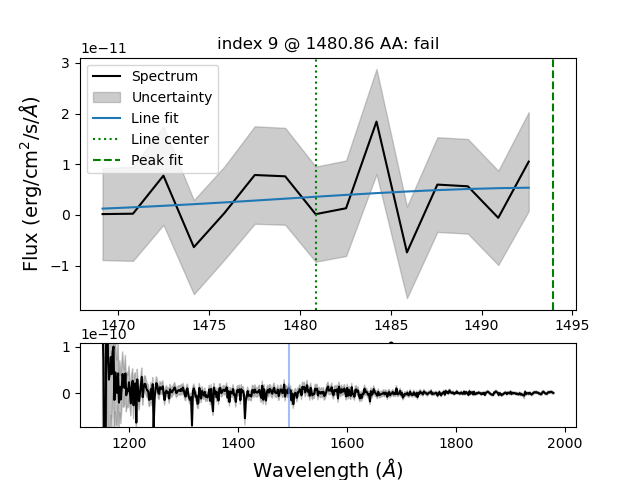 index 9 @ 1480.86 AA: fail
1e−11
Spectrum
Uncertainty
Line fit
Line center
Peak fit
3
2
1
0
−1
Flux (erg/cm²/s/Å)
1470 1475 1480 1485 1490 1495
1e−10
1
0
1200 1400 1600 1800 2000
Wavelength (Å)